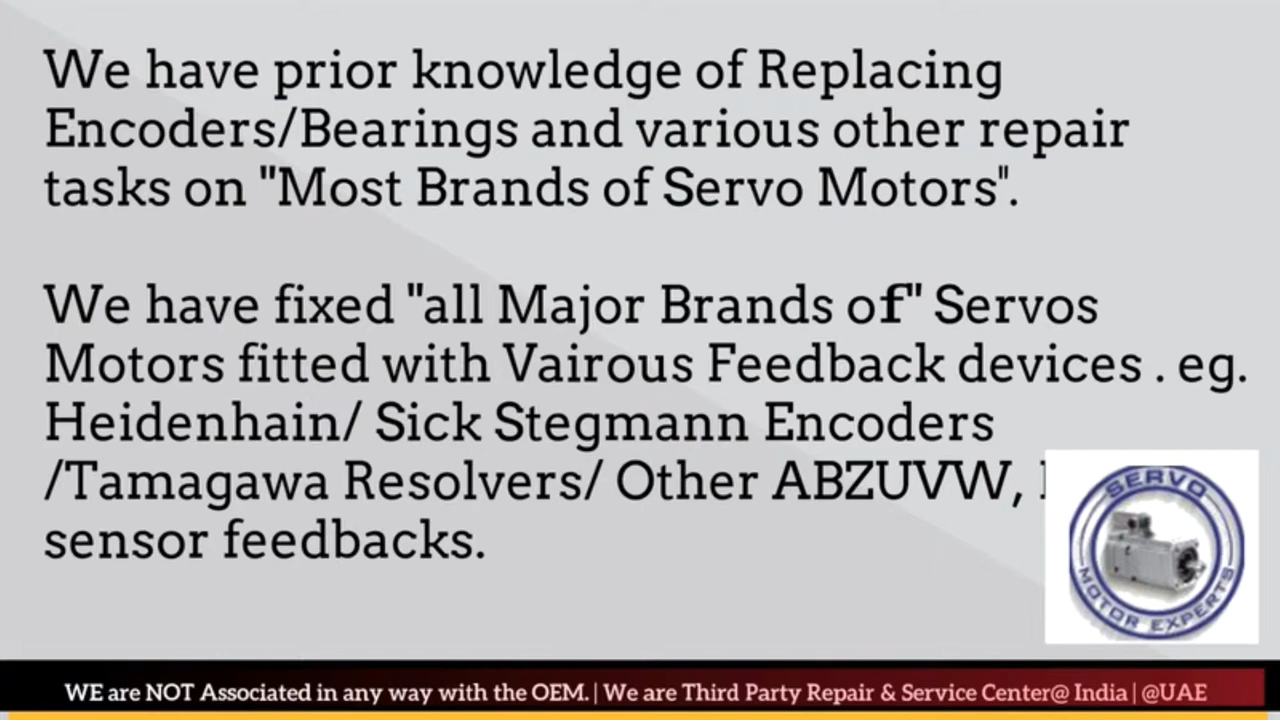 We have prior knowledge of Replacing
Encoders/Bearings and various other repair
tasks on "Most Brands of Servo Motors".
We have fixed "all Major Brands of" Servos
Motors fitted with Vairous Feedback devices . eg.
Heidenhain/ Sick Stegmann Encoders
/Tamagawa Resolvers/ Other ABZUVW,
sensor feedbacks.
SERVO
MOTOR EXPERTS
WE are NOT Associated in any way with the OEM. | We are Third Party Repair & Service Center@ India | @UAE